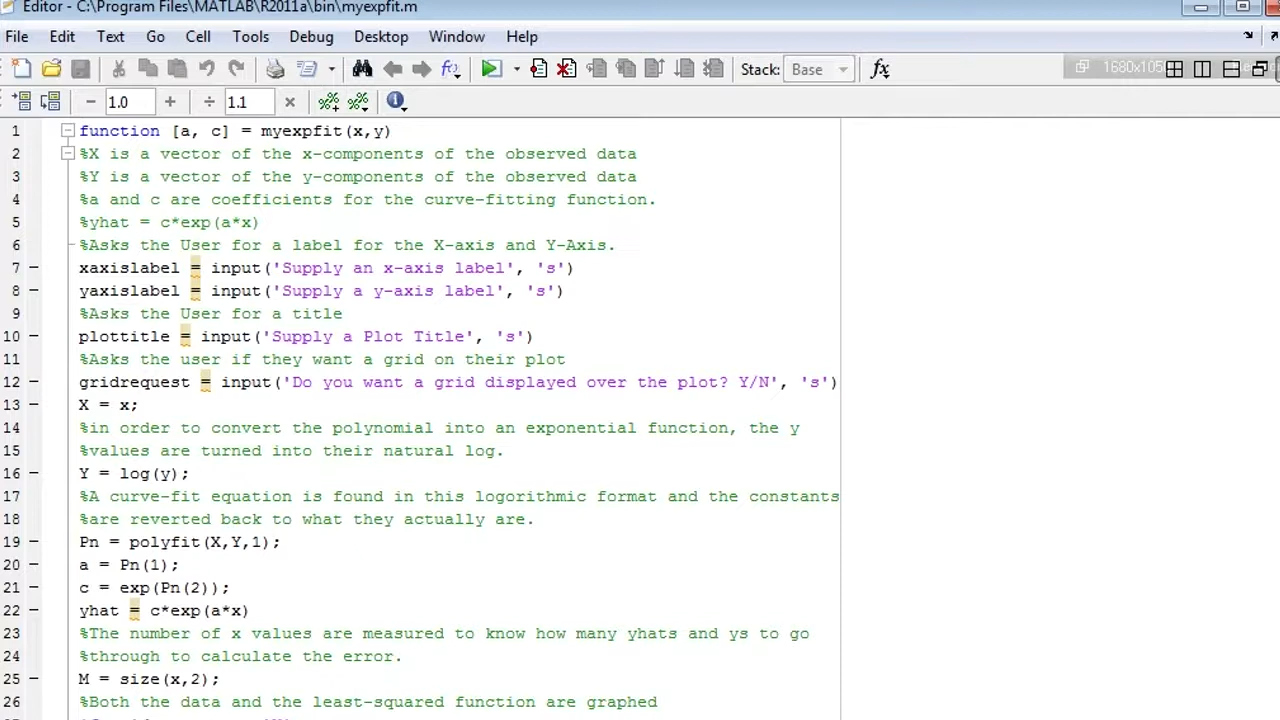 Editor - C:\Program Files\MATLAB\R2011a\bin\myexpfit.m
File Edit Text Go Cell Tools Debug Desktop Window Help
Stack: Base fx 1680x105
1.0 1.1
1 function [a, c] = myexpfit(x,y)
2 %X is a vector of the x-components of the observed data
3 %Y is a vector of the y-components of the observed data
4 %a and c are coefficients for the curve-fitting function.
5 %yhat = c*exp(a*x)
6 %Asks the User for a label for the X-axis and Y-Axis.
7 xaxislabel = input('Supply an x-axis label', 's')
8 yaxislabel = input('Supply a y-axis label', 's')
9 %Asks the User for a title
10 plottitle = input('Supply a Plot Title', 's')
11 %Asks the user if they want a grid on their plot
12 gridrequest = input('Do you want a grid displayed over the plot? Y/N', 's')
13 X = x;
14 %in order to convert the polynomial into an exponential function, the y
15 %values are turned into their natural log.
16 Y = log(y);
17 %A curve-fit equation is found in this logorithmic format and the constants
18 %are reverted back to what they actually are.
19 Pn = polyfit(X,Y,1);
20 a = Pn(1);
21 c = exp(Pn(2));
22 yhat = c*exp(a*x)
23 %The number of x values are measured to know how many yhats and ys to go
24 %through to calculate the error.
25 M = size(x,2);
26 %Both the data and the least-squared function are graphed